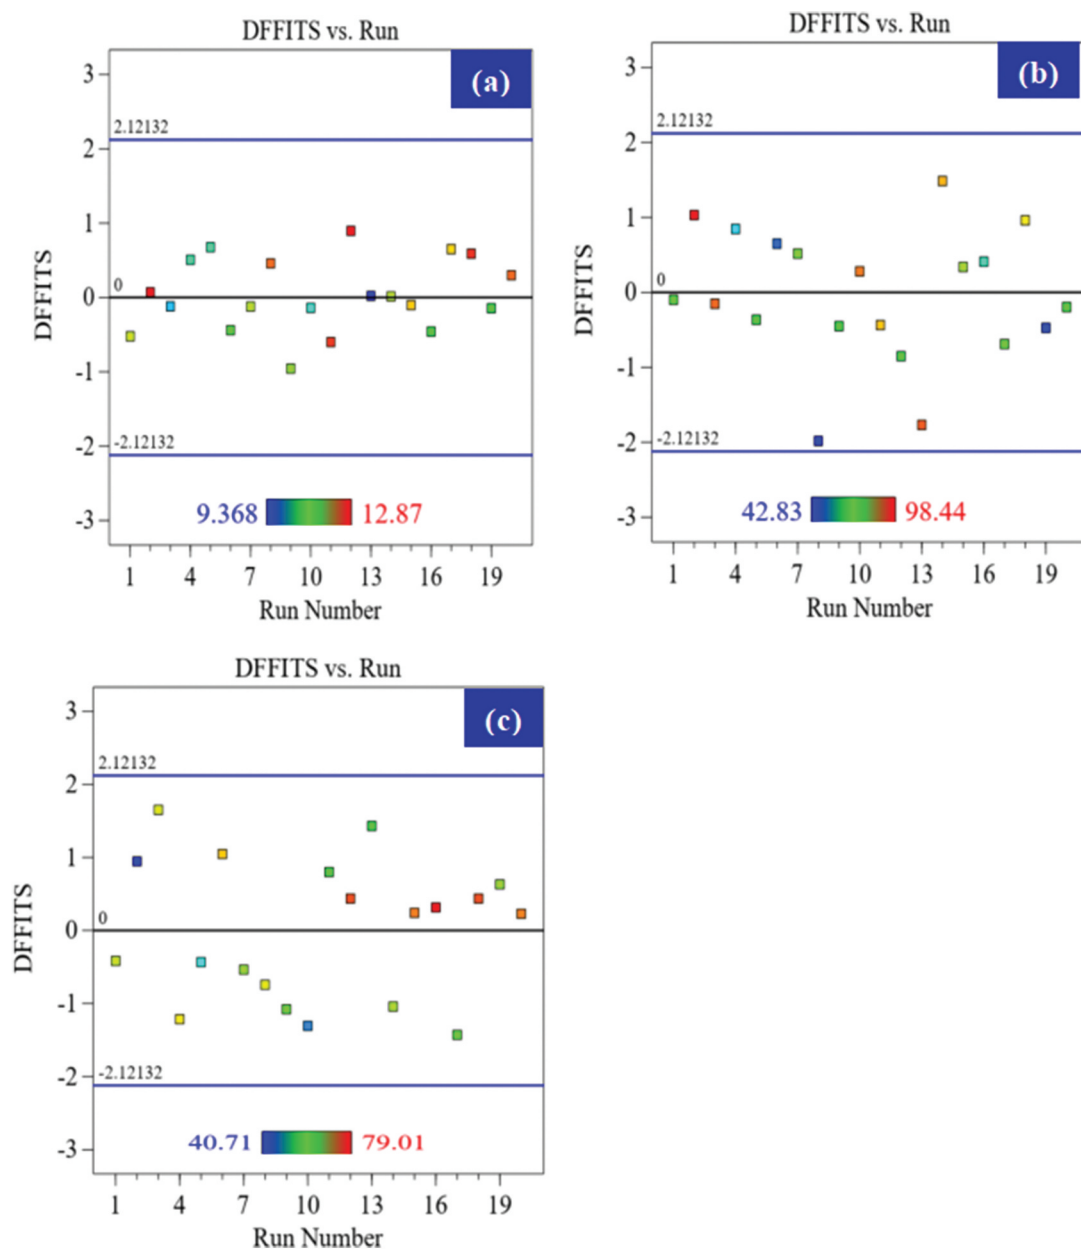 DFFITS vs. Run
(a)
3
2.12132
2
1
0
0
-1
-2.12132
-2
-3
DFFITS
9.368 12.87
1 4 7 10 13 16 19
Run Number
DFFITS vs. Run
(b)
3
2.12132
2
1
0
0
-1
-2.12132
-2
-3
DFFITS
42.83 98.44
1 4 7 10 13 16 19
Run Number
DFFITS vs. Run
(c)
3
2.12132
2
1
0
0
-1
-2.12132
-2
-3
DFFITS
40.71 79.01
1 4 7 10 13 16 19
Run Number